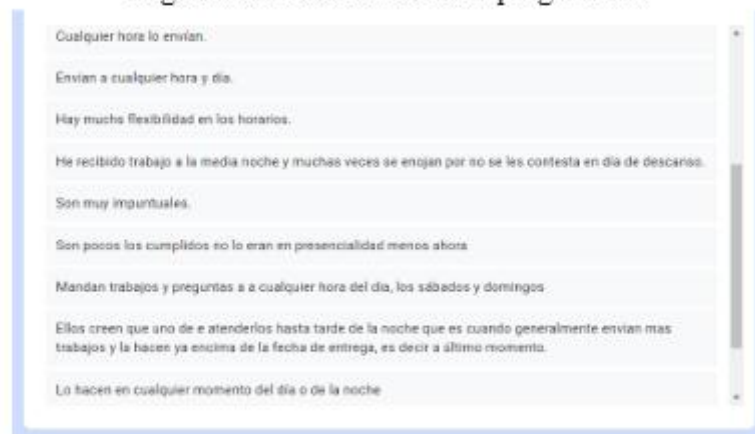 Cualquier hora lo envían.
Envian a cualquier hora y día.
Hay mucha flexibilidad en los horarios.
He recibido trabajo a la media noche y muchas veces se enojan por no se les contesta en día de descanso.
Son muy impuntuales.
Son pocos los cumplidos no lo eran en presencialidad menos ahora
Mandan trabajos y preguntas a a cualquier hora del dia, los sábados y domingos
Ellos creen que uno de e atenderlos hasta tarde de la noche que es cuando generalmente envian mas
trabajos y la hacen ya encima de la fecha de entrega, es decir a último momento.
Lo hacen en cualquier momento del día o de la noche